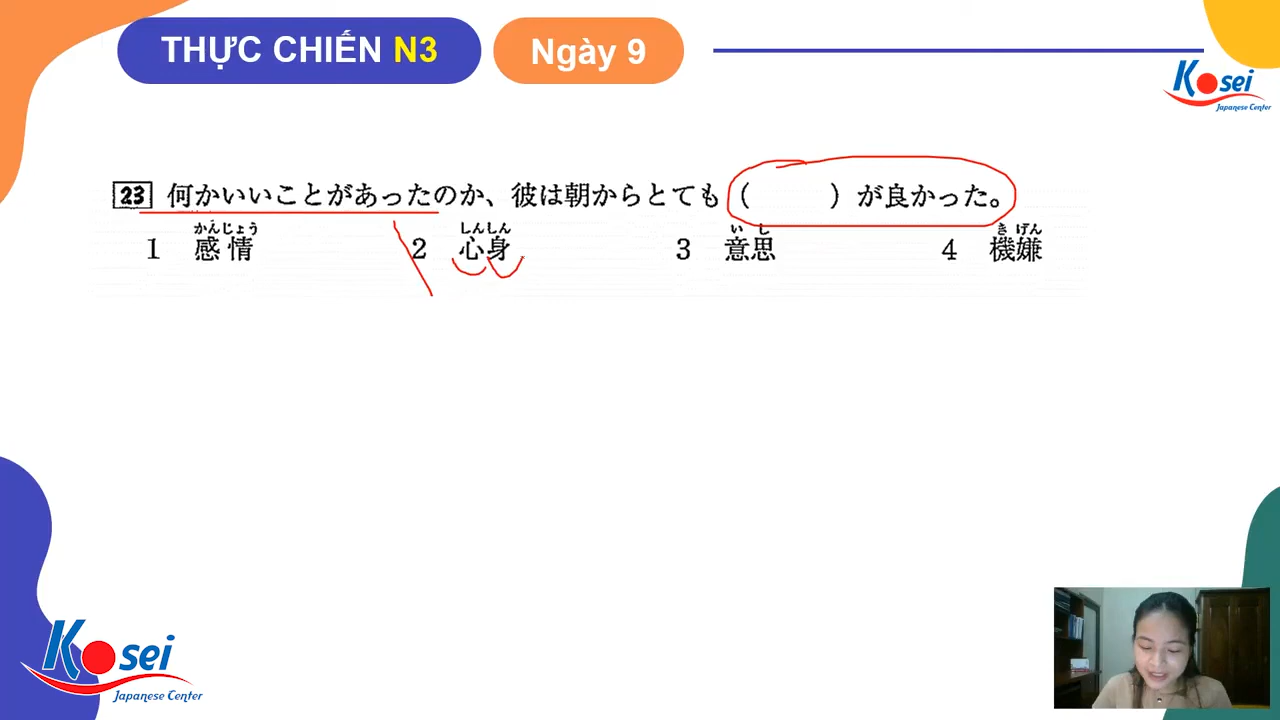 THỰC CHIẾN N3
Ngày 9
Kosei
Japanese Center
23 何かいいことがあったのか、彼は朝からとても（　　　）が良かった。
かんじょう しんしん いし きげん
1 感情 2 心身 3 意思 4 機嫌
Kosei
Japanese Center